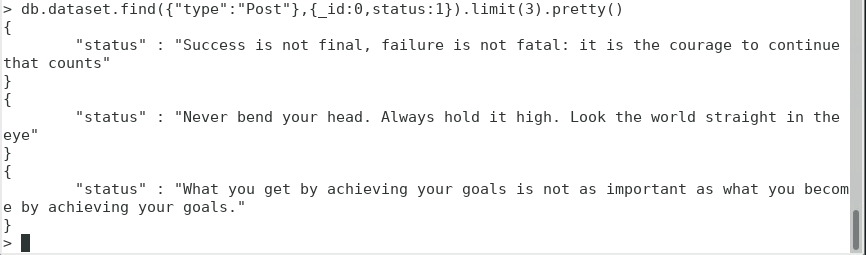 > db.dataset.find({"type":"Post"},{_id:0,status:1}).limit(3).pretty()
{
        "status" : "Success is not final, failure is not fatal: it is the courage to continue
that counts"
}
{
        "status" : "Never bend your head. Always hold it high. Look the world straight in the
eye"
}
{
        "status" : "What you get by achieving your goals is not as important as what you becom
e by achieving your goals."
}
>